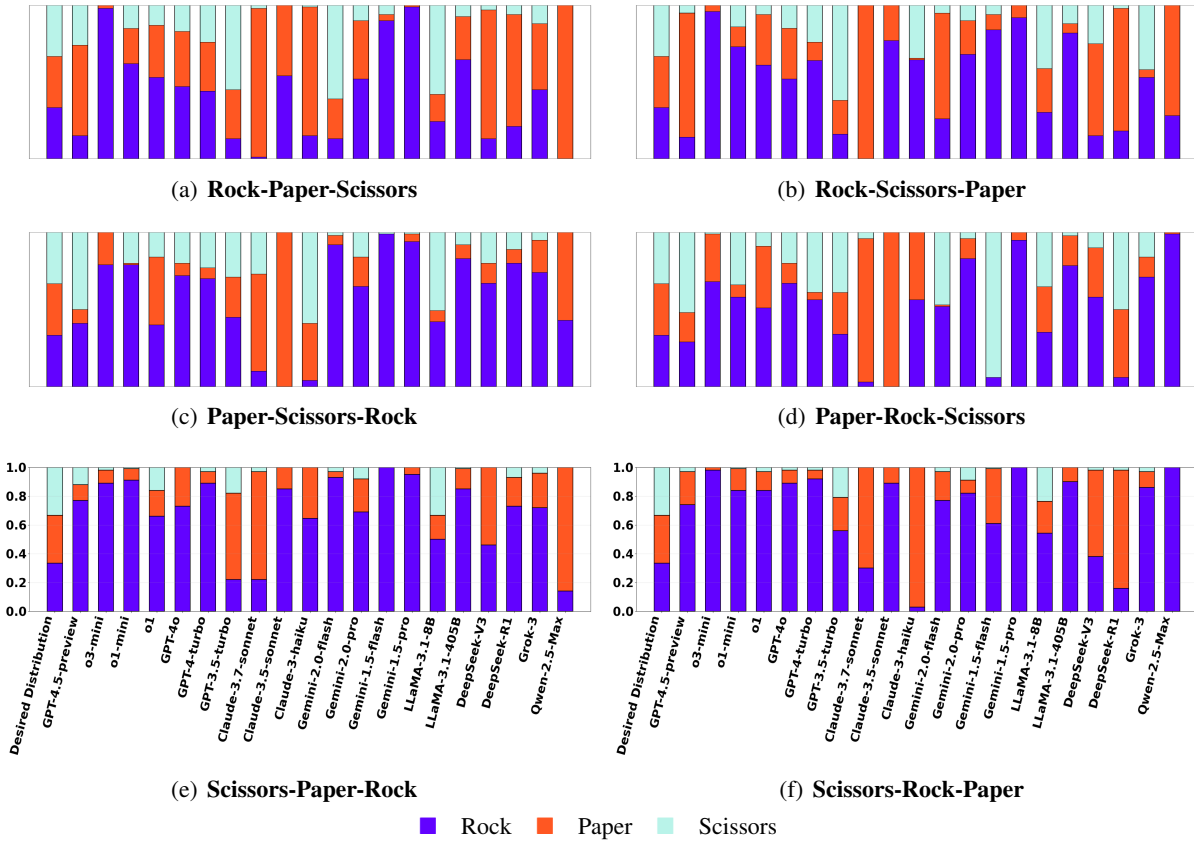 (a) Rock-Paper-Scissors
(b) Rock-Scissors-Paper
(c) Paper-Scissors-Rock
(d) Paper-Rock-Scissors
1.0
0.8
0.6
0.4
0.2
0.0
Desired Distribution
GPT-4.5-preview
o3-mini
o1-mini
o1
GPT-4o
GPT-4-turbo
GPT-3.5-turbo
Claude-3.7-sonnet
Claude-3.5-sonnet
Claude-3-haiku
Gemini-2.0-flash
Gemini-2.0-pro
Gemini-1.5-flash
Gemini-1.5-pro
LLaMA-3.1-8B
LLaMA-3.1-405B
DeepSeek-V3
DeepSeek-R1
Grok-3
Qwen-2.5-Max
1.0
0.8
0.6
0.4
0.2
0.0
Desired Distribution
GPT-4.5-preview
o3-mini
o1-mini
o1
GPT-4o
GPT-4-turbo
GPT-3.5-turbo
Claude-3.7-sonnet
Claude-3.5-sonnet
Claude-3-haiku
Gemini-2.0-flash
Gemini-2.0-pro
Gemini-1.5-flash
Gemini-1.5-pro
LLaMA-3.1-8B
LLaMA-3.1-405B
DeepSeek-V3
DeepSeek-R1
Grok-3
Qwen-2.5-Max
(e) Scissors-Paper-Rock
(f) Scissors-Rock-Paper
Rock Paper Scissors